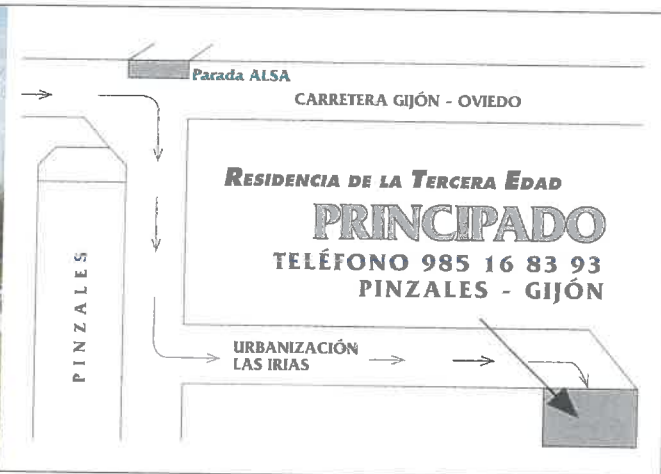 Parada ALSA
CARRETERA GIJÓN - OVIEDO
RESIDENCIA DE LA TERCERA EDAD
PRINCIPADO
TELÉFONO 985 16 83 93
PINZALES - GIJÓN
PINZALES
URBANIZACIÓN
LAS IRIAS